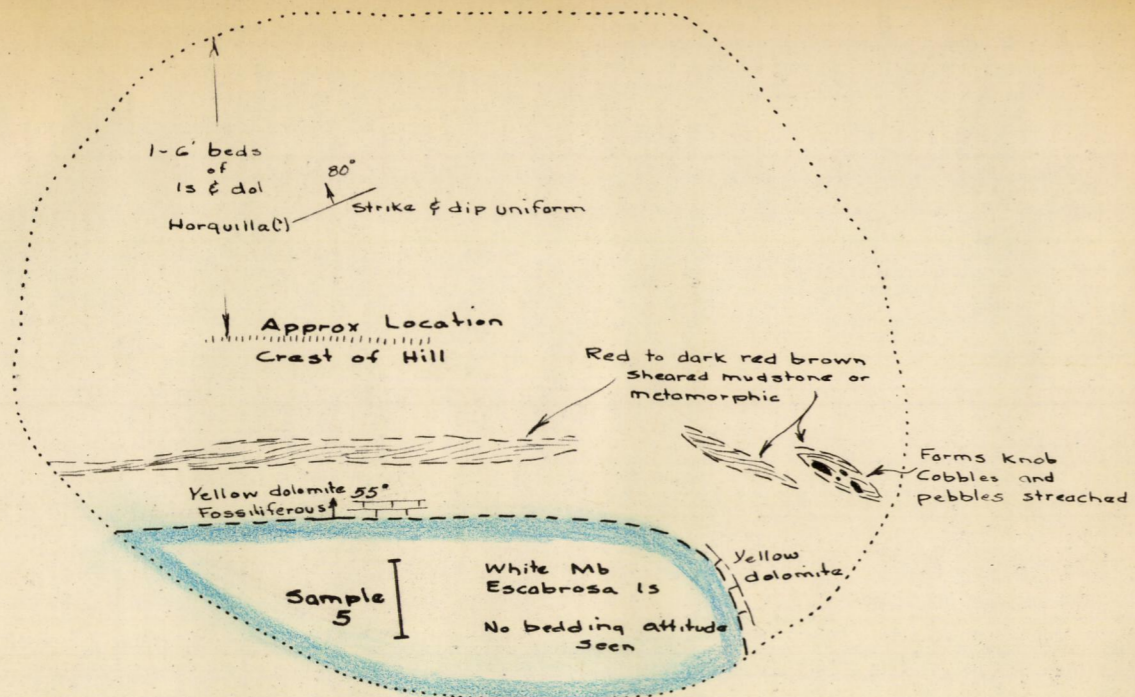 1-6' beds
of
ls & dol
Horquilla(?)
80°
Strike & dip uniform
Approx Location
Crest of Hill
Red to dark red brown
sheared mudstone or
metamorphic
Forms knob
Cobbles and
pebbles streached
Yellow dolomite 55°
Fossiliferous
Yellow
dolomite
Sample
5
White Mb
Escabrosa ls
No bedding attitude
seen